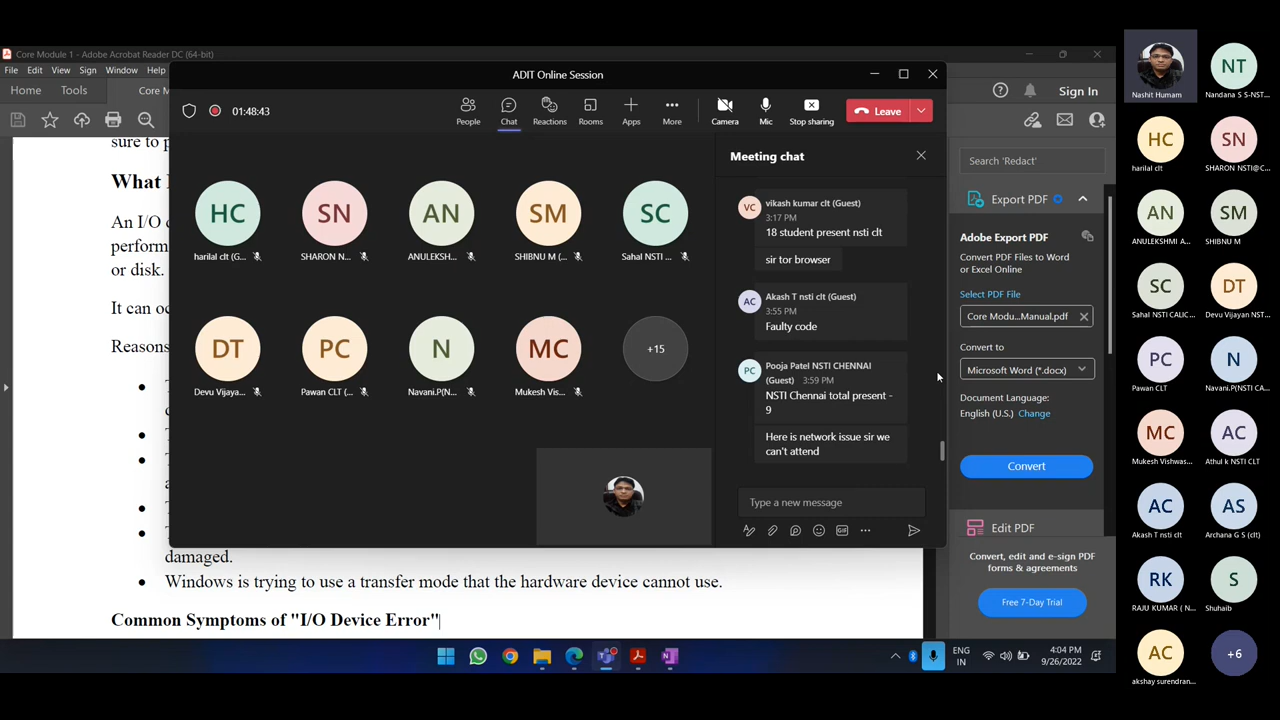 Core Module 1 - Adobe Acrobat Reader DC (64-bit)
File Edit View Sign Window Help
Home Tools Core M
Sign In
sure to p
What
An I/O
perform
or disk.
It can oc
Reasons
damaged.
Windows is trying to use a transfer mode that the hardware device cannot use.
Common Symptoms of "I/O Device Error"
ADIT Online Session
01:48:43
People Chat Reactions Rooms Apps More Camera Mic Stop sharing Leave
HC
harilal clt (G...
SN
SHARON N...
AN
ANULEKSH...
SM
SHIBNU M (...
SC
Sahal NSTI ...
DT
Devu Vijaya...
PC
Pawan CLT (...
N
Navani.P(N...
MC
Mukesh Vis...
+15
Meeting chat
VC
vikash kumar clt (Guest)
3:17 PM
18 student present nsti clt
sir tor browser
AC
Akash T nsti clt (Guest)
3:55 PM
Faulty code
PC
Pooja Patel NSTI CHENNAI
(Guest) 3:59 PM
NSTI Chennai total present -
9
Here is network issue sir we
can't attend
Type a new message
GIF
Search 'Redact'
Export PDF
Adobe Export PDF
Convert PDF Files to Word
or Excel Online
Select PDF File
Core Modu...Manual.pdf
Convert to
Microsoft Word (*.docx)
Document Language:
English (U.S.) Change
Convert
Edit PDF
Convert, edit and e-sign PDF
forms & agreements
Free 7-Day Trial
ENG
IN
4:04 PM
9/26/2022
Nashit Humam
NT
Nandana S S-NST...
HC
harilal clt
SN
SHARON NSTI@C...
AN
ANULEKSHMI A...
SM
SHIBNU M
SC
Sahal NSTI CALIC...
DT
Devu Vijayan NST...
PC
Pawan CLT
N
Navani.P(NSTI CA...
MC
Mukesh Vishwas...
AC
Athul k NSTI CLT
AC
Akash T nsti clt
AS
Archana G S (clt)
RK
RAJU KUMAR ( N...
S
Shuhaib
AC
akshay surendran...
+6